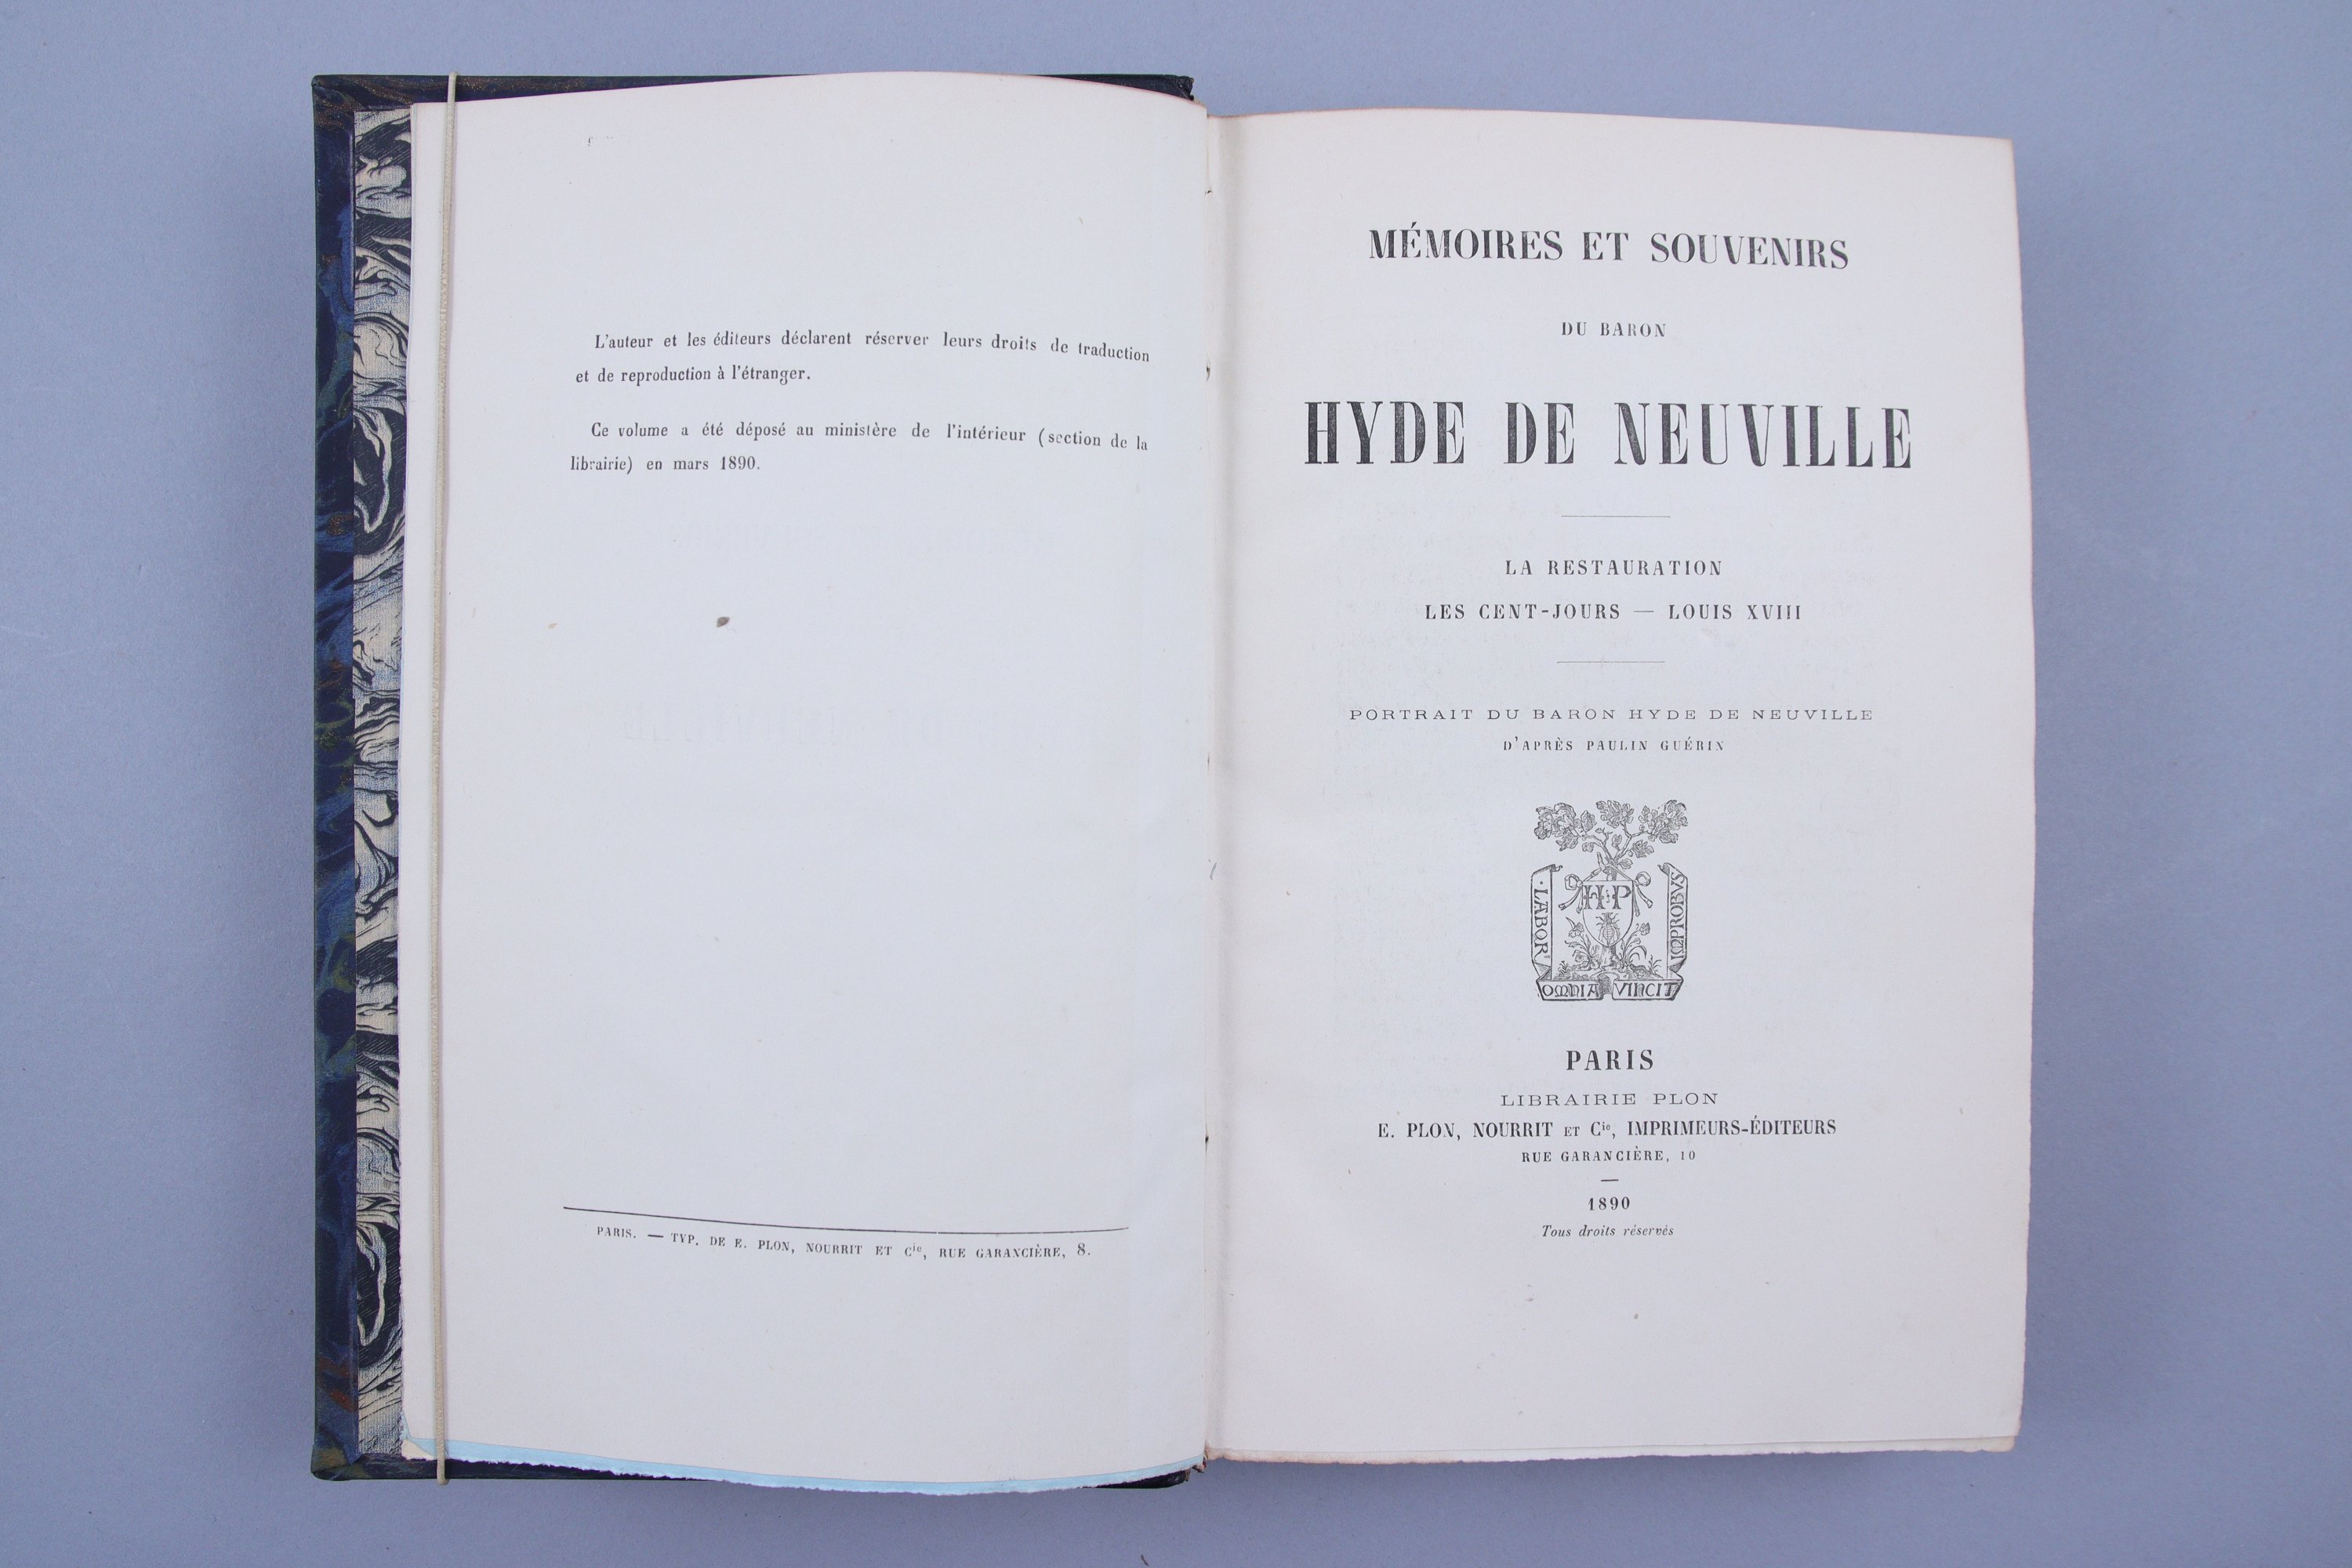 L'auteur et les éditeurs déclarent réserver leurs droits de traduction
et de reproduction à l'étranger.
Ce volume a été déposé au ministère de l'intérieur (section de la
librairie) en mars 1890.
PARIS. — TYP. DE E. PLON, NOURRIT ET Cie, RUE GARANCIÈRE, 8.
MÉMOIRES ET SOUVENIRS
DU BARON
HYDE DE NEUVILLE
LA RESTAURATION
LES CENT-JOURS — LOUIS XVIII
PORTRAIT DU BARON HYDE DE NEUVILLE
D'APRÈS PAULIN GUÉRIN
H P
LABOR
IMPROBUS
OMNIA VINCIT
PARIS
LIBRAIRIE PLON
E. PLON, NOURRIT ET Cie, IMPRIMEURS-ÉDITEURS
RUE GARANCIÈRE, 10
1890
Tous droits réservés